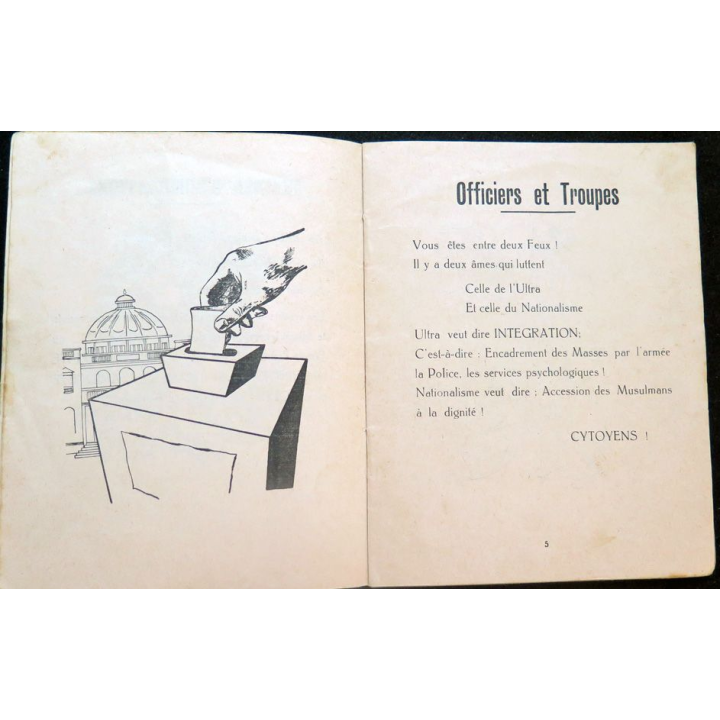 Officiers et Troupes
Vous êtes entre deux Feux !
Il y a deux âmes qui luttent
Celle de l'Ultra
Et celle du Nationalisme
Ultra veut dire INTEGRATION;
C'est-à-dire : Encadrement des Masses par l'armée
la Police, les services psychologiques !
Nationalisme veut dire : Accession des Musulmans
à la dignité !
CYTOYENS !
5